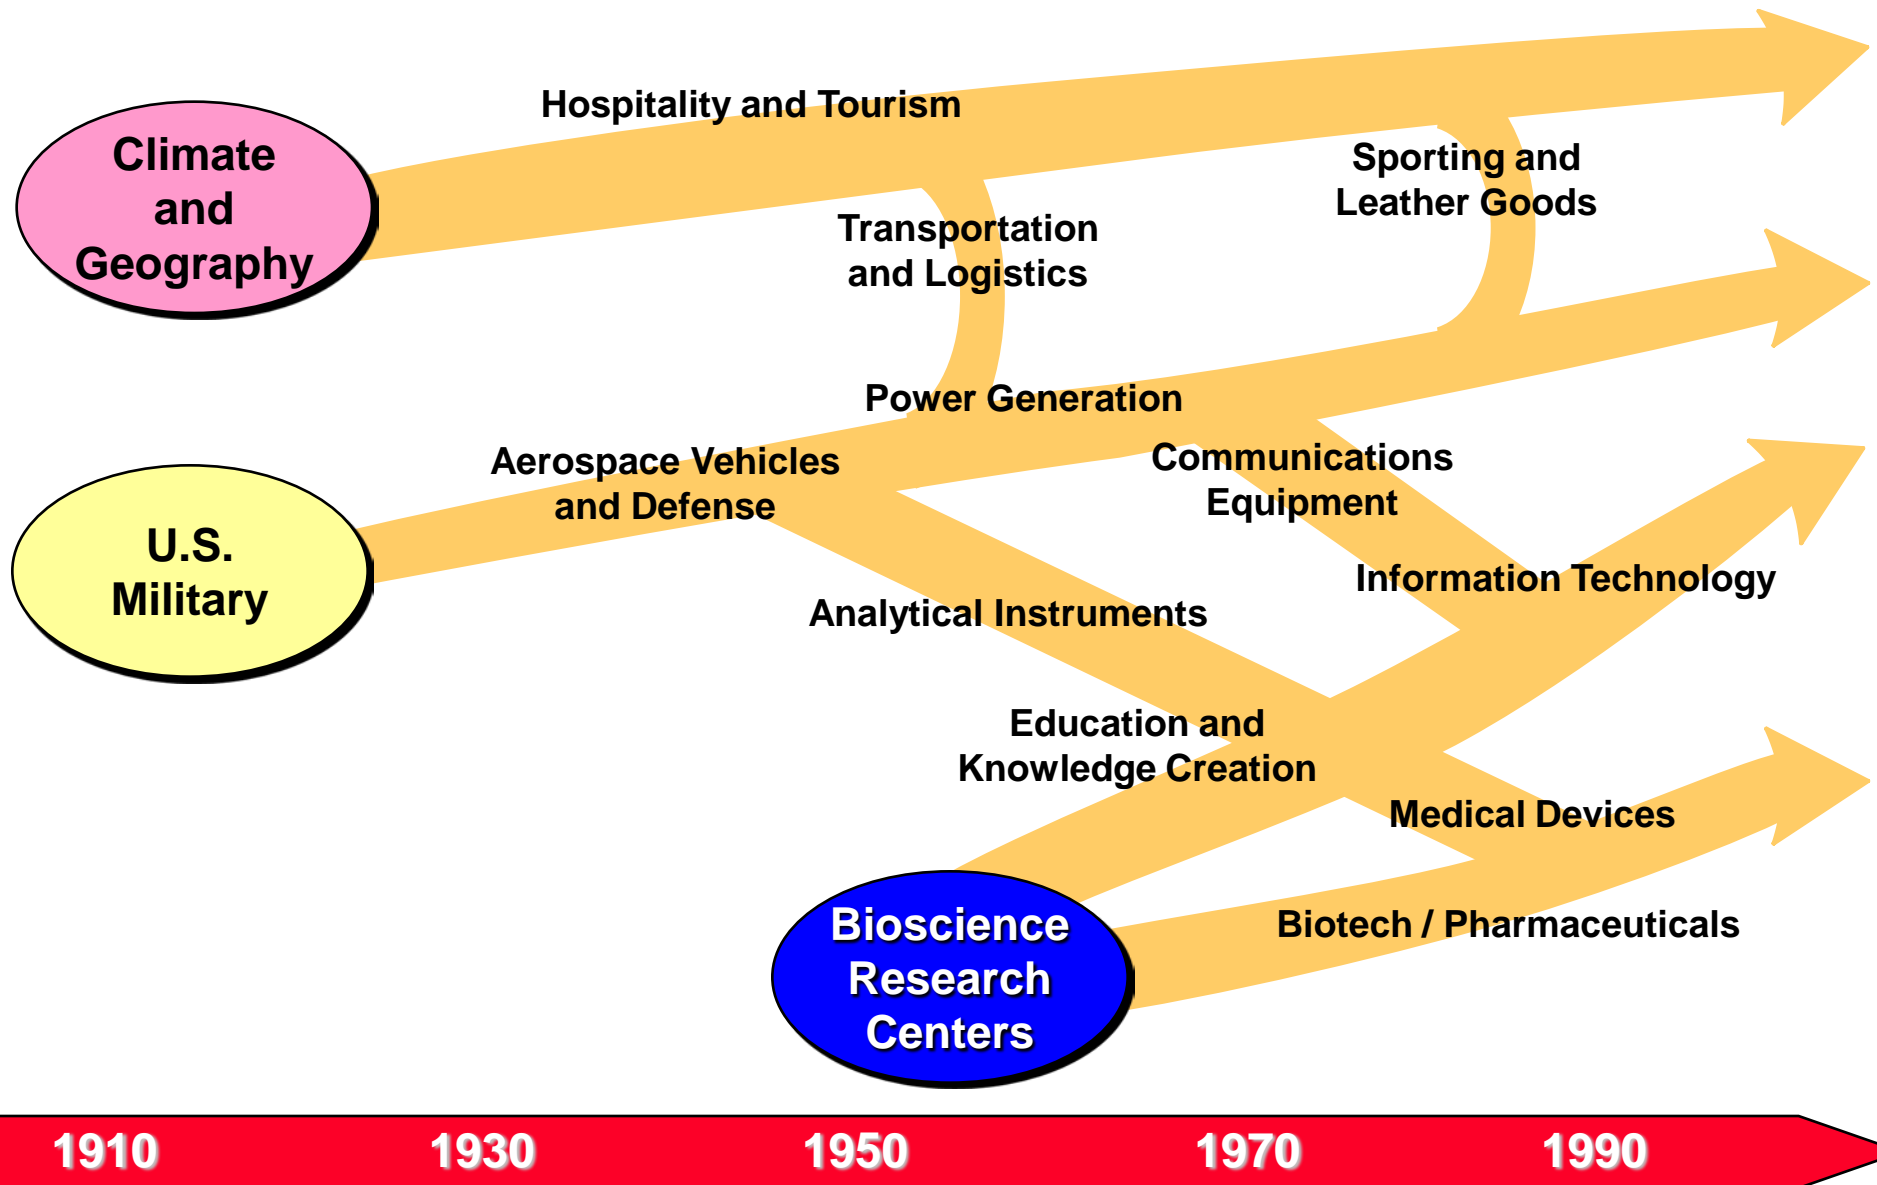 Hospitality and Tourism
Climate
and
Geography
Sporting and
Leather Goods
Transportation
and Logistics
Power Generation
Aerospace Vehicles
and Defense
Communications
Equipment
U.S.
Military
Information Technology
Analytical Instruments
Education and
Knowledge Creation
Medical Devices
Bioscience
Research
Centers
Biotech / Pharmaceuticals
1910 1930 1950 1970 1990